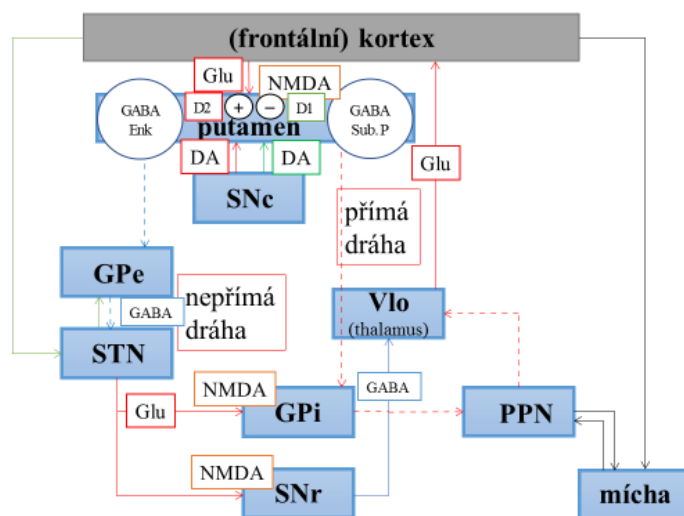 (frontální) kortex
Glu
NMDA
GABA
Enk
D2
+
−
D1
GABA
Sub. P
putamen
DA
DA
Glu
SNc
přímá
dráha
GPe
nepřímá
dráha
GABA
Vlo
(thalamus)
STN
NMDA
GABA
Glu
GPi
PPN
NMDA
SNr
mícha